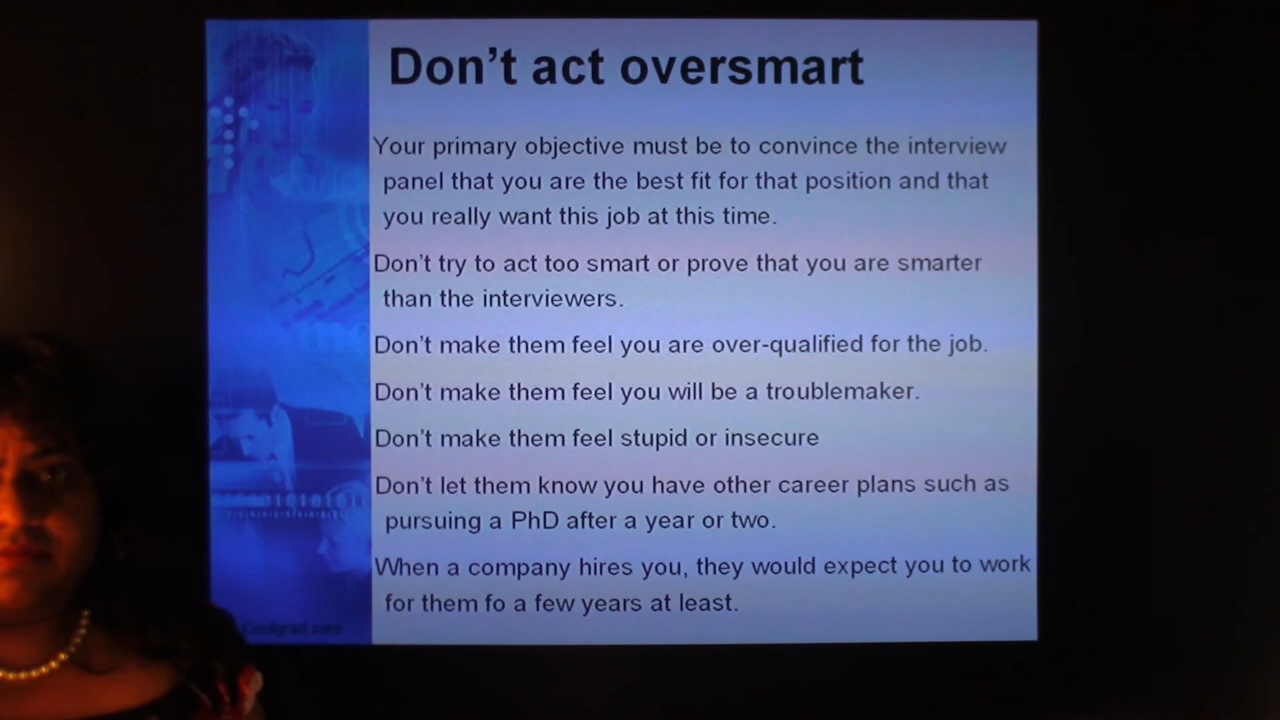 Don't act oversmart
Your primary objective must be to convince the interview
panel that you are the best fit for that position and that
you really want this job at this time.
Don't try to act too smart or prove that you are smarter
than the interviewers.
Don't make them feel you are over-qualified for the job.
Don't make them feel you will be a troublemaker.
Don't make them feel stupid or insecure
Don't let them know you have other career plans such as
pursuing a PhD after a year or two.
When a company hires you, they would expect you to work
for them fo a few years at least.